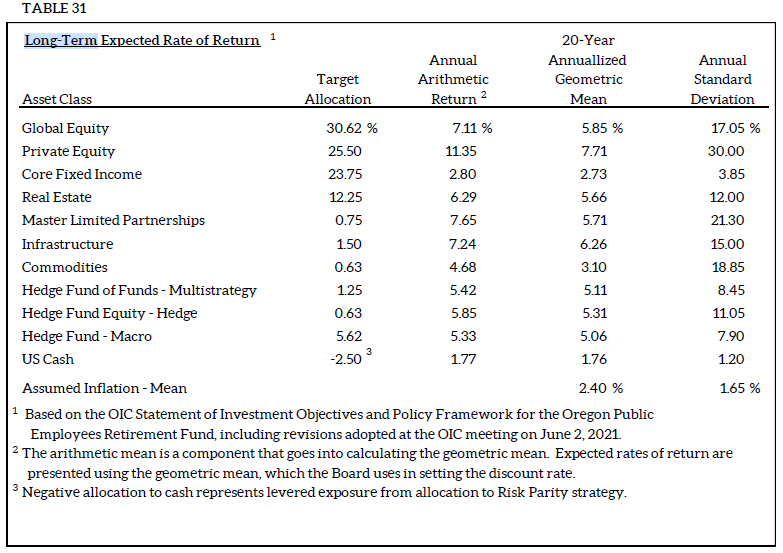 TABLE 31
Long-Term Expected Rate of Return 1
20-Year
Annual Annuallized Annual
Target Arithmetic Geometric Standard
Asset Class Allocation Return 2 Mean Deviation
Global Equity 30.62 % 7.11 % 5.85 % 17.05 %
Private Equity 25.50 11.35 7.71 30.00
Core Fixed Income 23.75 2.80 2.73 3.85
Real Estate 12.25 6.29 5.66 12.00
Master Limited Partnerships 0.75 7.65 5.71 21.30
Infrastructure 1.50 7.24 6.26 15.00
Commodities 0.63 4.68 3.10 18.85
Hedge Fund of Funds - Multistrategy 1.25 5.42 5.11 8.45
Hedge Fund Equity - Hedge 0.63 5.85 5.31 11.05
Hedge Fund - Macro 5.62 5.33 5.06 7.90
US Cash -2.50 3 1.77 1.76 1.20
Assumed Inflation - Mean 2.40 % 1.65 %
1 Based on the OIC Statement of Investment Objectives and Policy Framework for the Oregon Public
Employees Retirement Fund, including revisions adopted at the OIC meeting on June 2, 2021.
2 The arithmetic mean is a component that goes into calculating the geometric mean. Expected rates of return are
presented using the geometric mean, which the Board uses in setting the discount rate.
3 Negative allocation to cash represents levered exposure from allocation to Risk Parity strategy.